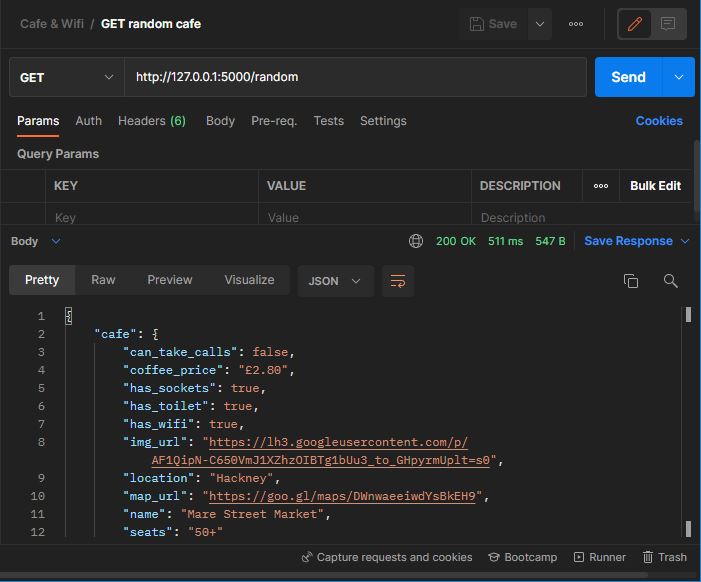 Cafe & Wifi / GET random cafe Save
GET http://127.0.0.1:5000/random Send
Params Auth Headers (6) Body Pre-req. Tests Settings Cookies
Query Params
KEY VALUE DESCRIPTION Bulk Edit
Key Value Description
Body 200 OK 511 ms 547 B Save Response
Pretty Raw Preview Visualize JSON
1 {
2 "cafe": {
3 "can_take_calls": false,
4 "coffee_price": "£2.80",
5 "has_sockets": true,
6 "has_toilet": true,
7 "has_wifi": true,
8 "img_url": "https://lh3.googleusercontent.com/p/
AF1QipN-C650VmJ1XZhzOIBTg1bUu3_to_GHpyrmUplt=s0",
9 "location": "Hackney",
10 "map_url": "https://goo.gl/maps/DWnwaeeiwdYsBkEH9",
11 "name": "Mare Street Market",
12 "seats": "50+"
Capture requests and cookies Bootcamp Runner Trash